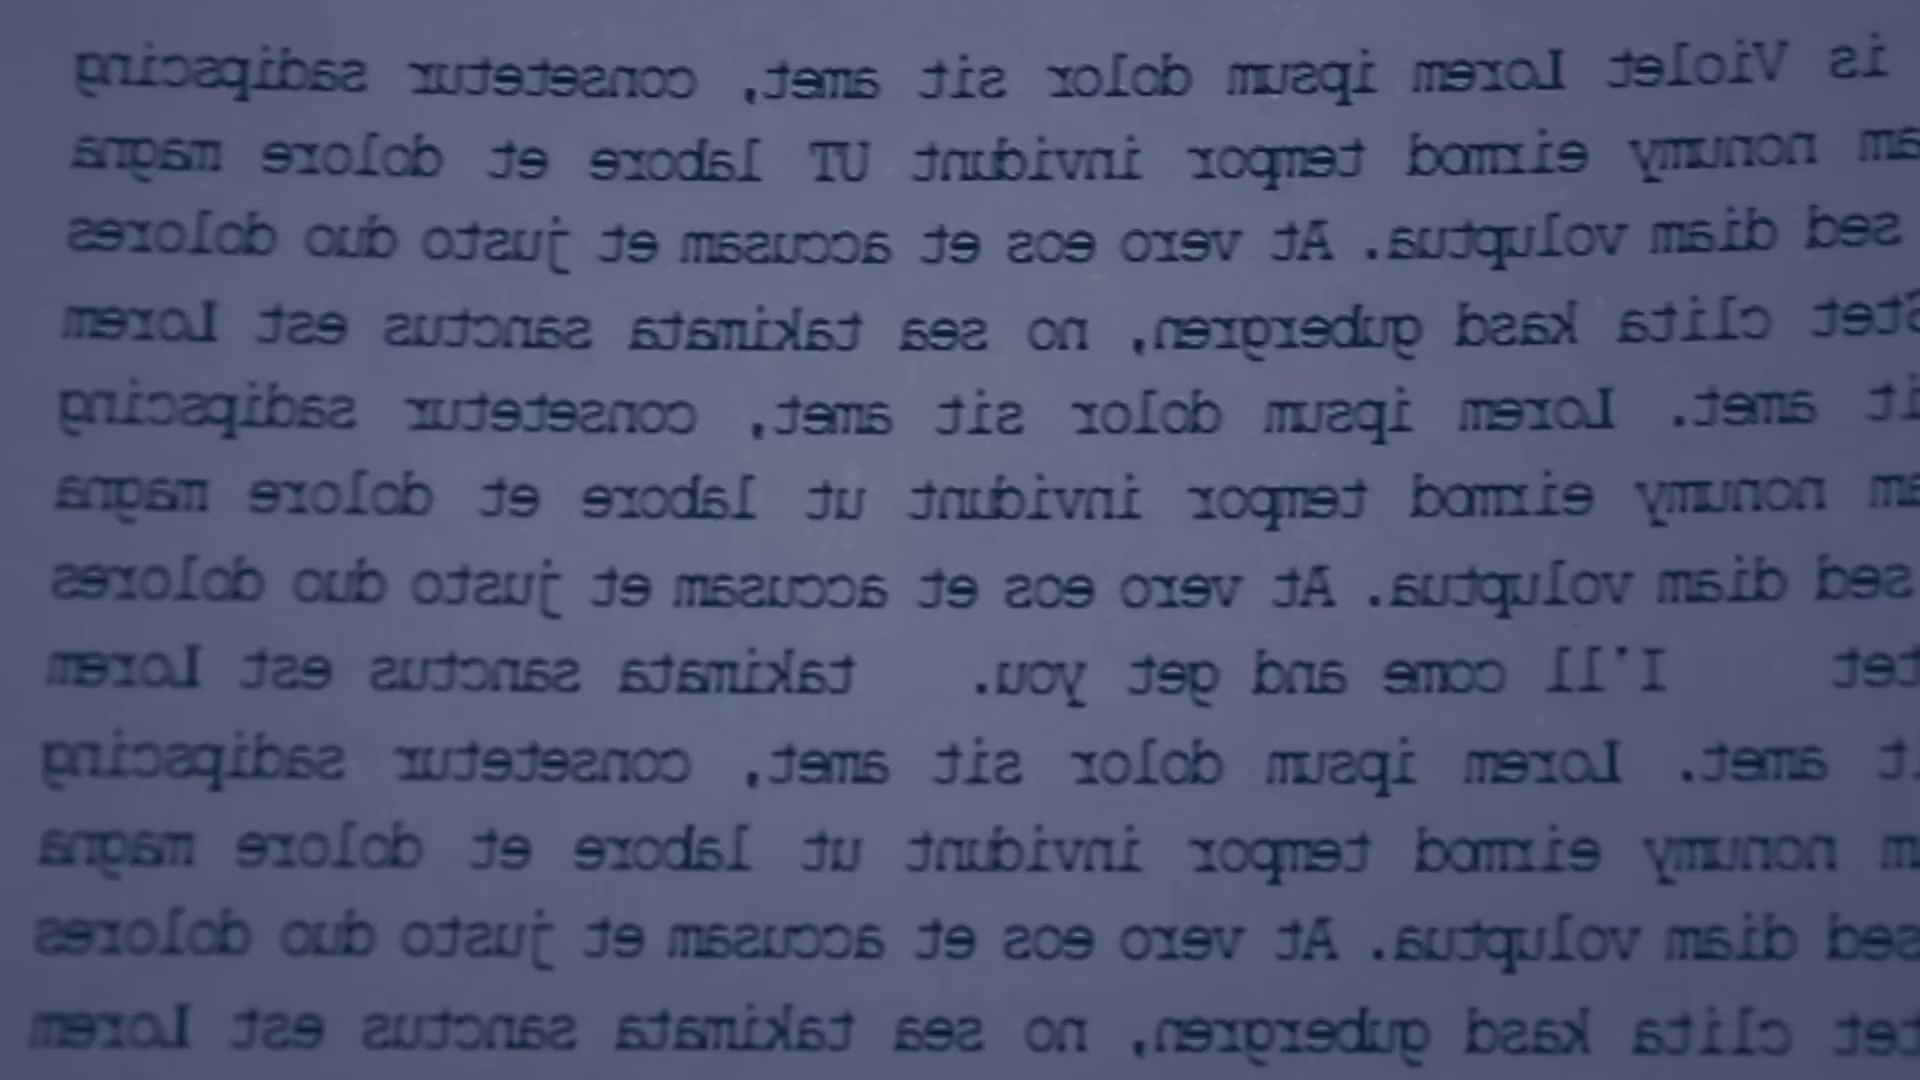 is Violet Lorem ipsum dolor sit amet, consetetur sadipscing
nonumy eirmod tempor invidunt UT labore et dolore magna
sed diam voluptua. At vero eos et accusam et justo duo dolores
Stet clita kasd gubergren, no sea takimata sanctus est Lorem
amet. Lorem ipsum dolor sit amet, consetetur sadipscing
nonumy eirmod tempor invidunt ut labore et dolore magna
sed diam voluptua. At vero eos et accusam et justo duo dolores
tet I'll come and get you. takimata sanctus est Lorem
amet. Lorem ipsum dolor sit amet, consetetur sadipscing
nonumy eirmod tempor invidunt ut labore et dolore magna
sed diam voluptua. At vero eos et accusam et justo duo dolores
tet clita kasd gubergren, no sea takimata sanctus est Lorem